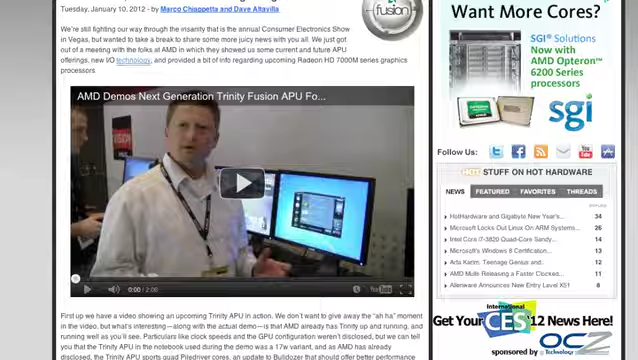 Tuesday, January 10, 2012 - by Marco Chiappetta and Dave Altavilla
We're still fighting our way through the insanity that is the annual Consumer Electronics Show
in Vegas, but wanted to take a break to share some more juicy news with you all. We just got
out of a meeting with the folks at AMD in which they showed us some current and future APU
offerings, new I/O technology, and provided a bit of info regarding upcoming Radeon HD 7000M series graphics
processors
fusion
AMD Demos Next Generation Trinity Fusion APU Fo...
0:00 / 2:00
You Tube
First up we have a video showing an upcoming Trinity APU in action. We don't want to give away the "ah ha" moment
in the video, but what's interesting—along with the actual demo—is that AMD already has Trinity up and running, and
running well as you'll see. Particulars like clock speeds and the GPU configuration weren't disclosed, but we can tell
you that the Trinity APU in the notebook used during the demo was a 17w variant, and as AMD has already
disclosed, the Trinity APU sports quad Piledriver cores, an update to Bulldozer that should offer better performance
Want More Cores?
SGI® Solutions
Now with
AMD Opteron™
6200 Series
processors
sgi
Follow Us:
HOT STUFF ON HOT HARDWARE
NEWS FEATURED FAVORITES THREADS
HotHardware and Gigabyte New Year's... 34
Microsoft Locks Out Linux On ARM Systems... 26
Intel Core i7-3820 Quad-Core Sandy... 14
Microsoft's Windows 8 Certification... 13
Arfa Karim, Teenage Genius and... 12
AMD Mulls Releasing a Faster Clocked... 11
Alienware Announces New Entry Level X51 8
International
Get Your CES 12 News Here!
sponsored by OCZ